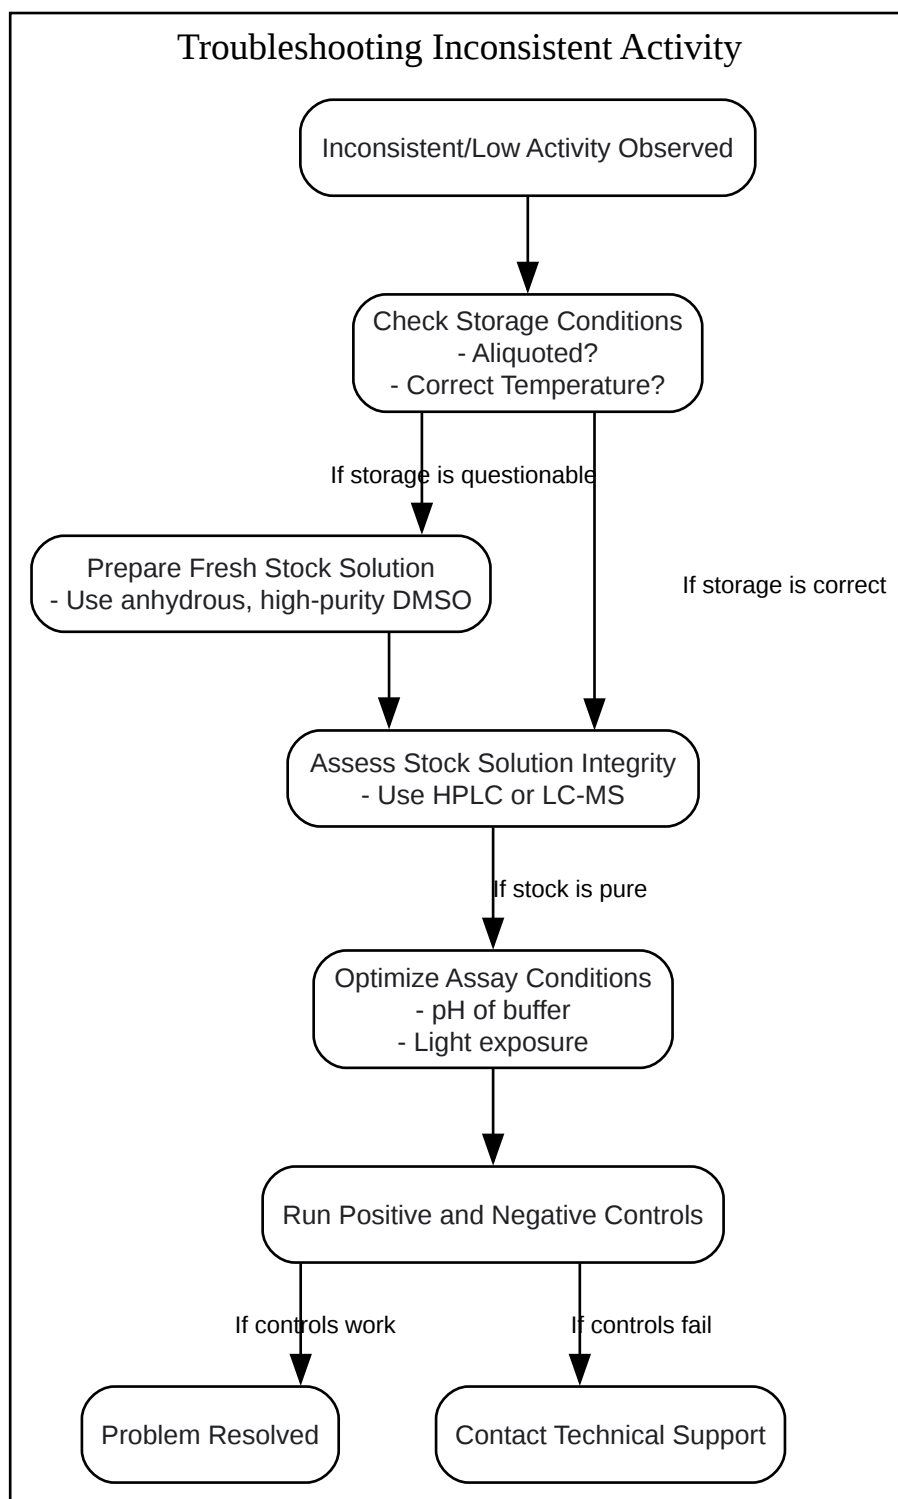 Troubleshooting Inconsistent Activity
Inconsistent/Low Activity Observed
Check Storage Conditions
- Aliquoted?
- Correct Temperature?
If storage is questionable
Prepare Fresh Stock Solution
- Use anhydrous, high-purity DMSO
If storage is correct
Assess Stock Solution Integrity
- Use HPLC or LC-MS
If stock is pure
Optimize Assay Conditions
- pH of buffer
- Light exposure
Run Positive and Negative Controls
If controls work
If controls fail
Problem Resolved
Contact Technical Support